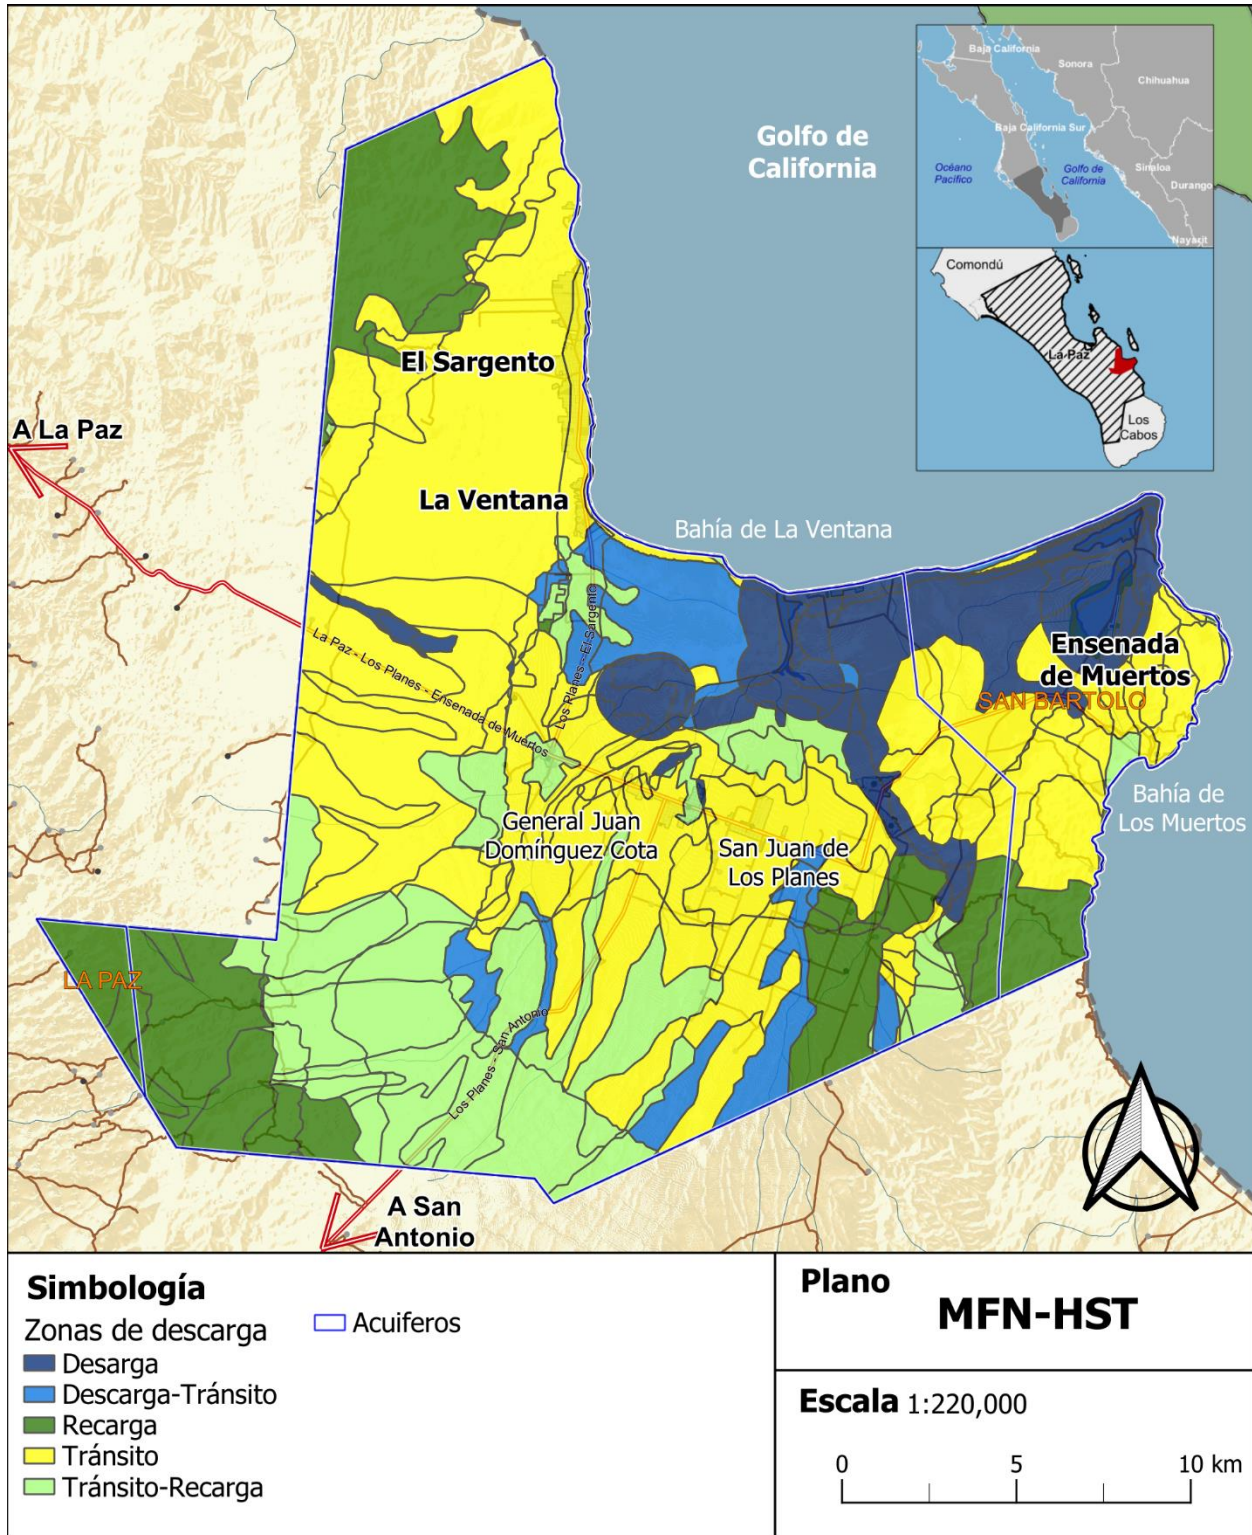 Golfo de
California
Baja California
Sonora
Chihuahua
Baja California Sur
Océano
Pacífico
Golfo de
California
Sinaloa
Durango
Nayarit
Comondú
La Paz
Los
Cabos
El Sargento
A La Paz
La Ventana
Bahía de La Ventana
La Paz - Los Planes - Ensenada de Muertos
Los Planes - El Sargento
Ensenada
de Muertos
SAN BARTOLO
Bahía de
Los Muertos
General Juan
Domínguez Cota
San Juan de
Los Planes
LA PAZ
Los Planes - San Antonio
A San
Antonio
Simbología
Zonas de descarga
Desarga
Descarga-Tránsito
Recarga
Tránsito
Tránsito-Recarga
Acuiferos
Plano
MFN-HST
Escala 1:220,000
0 5 10 km